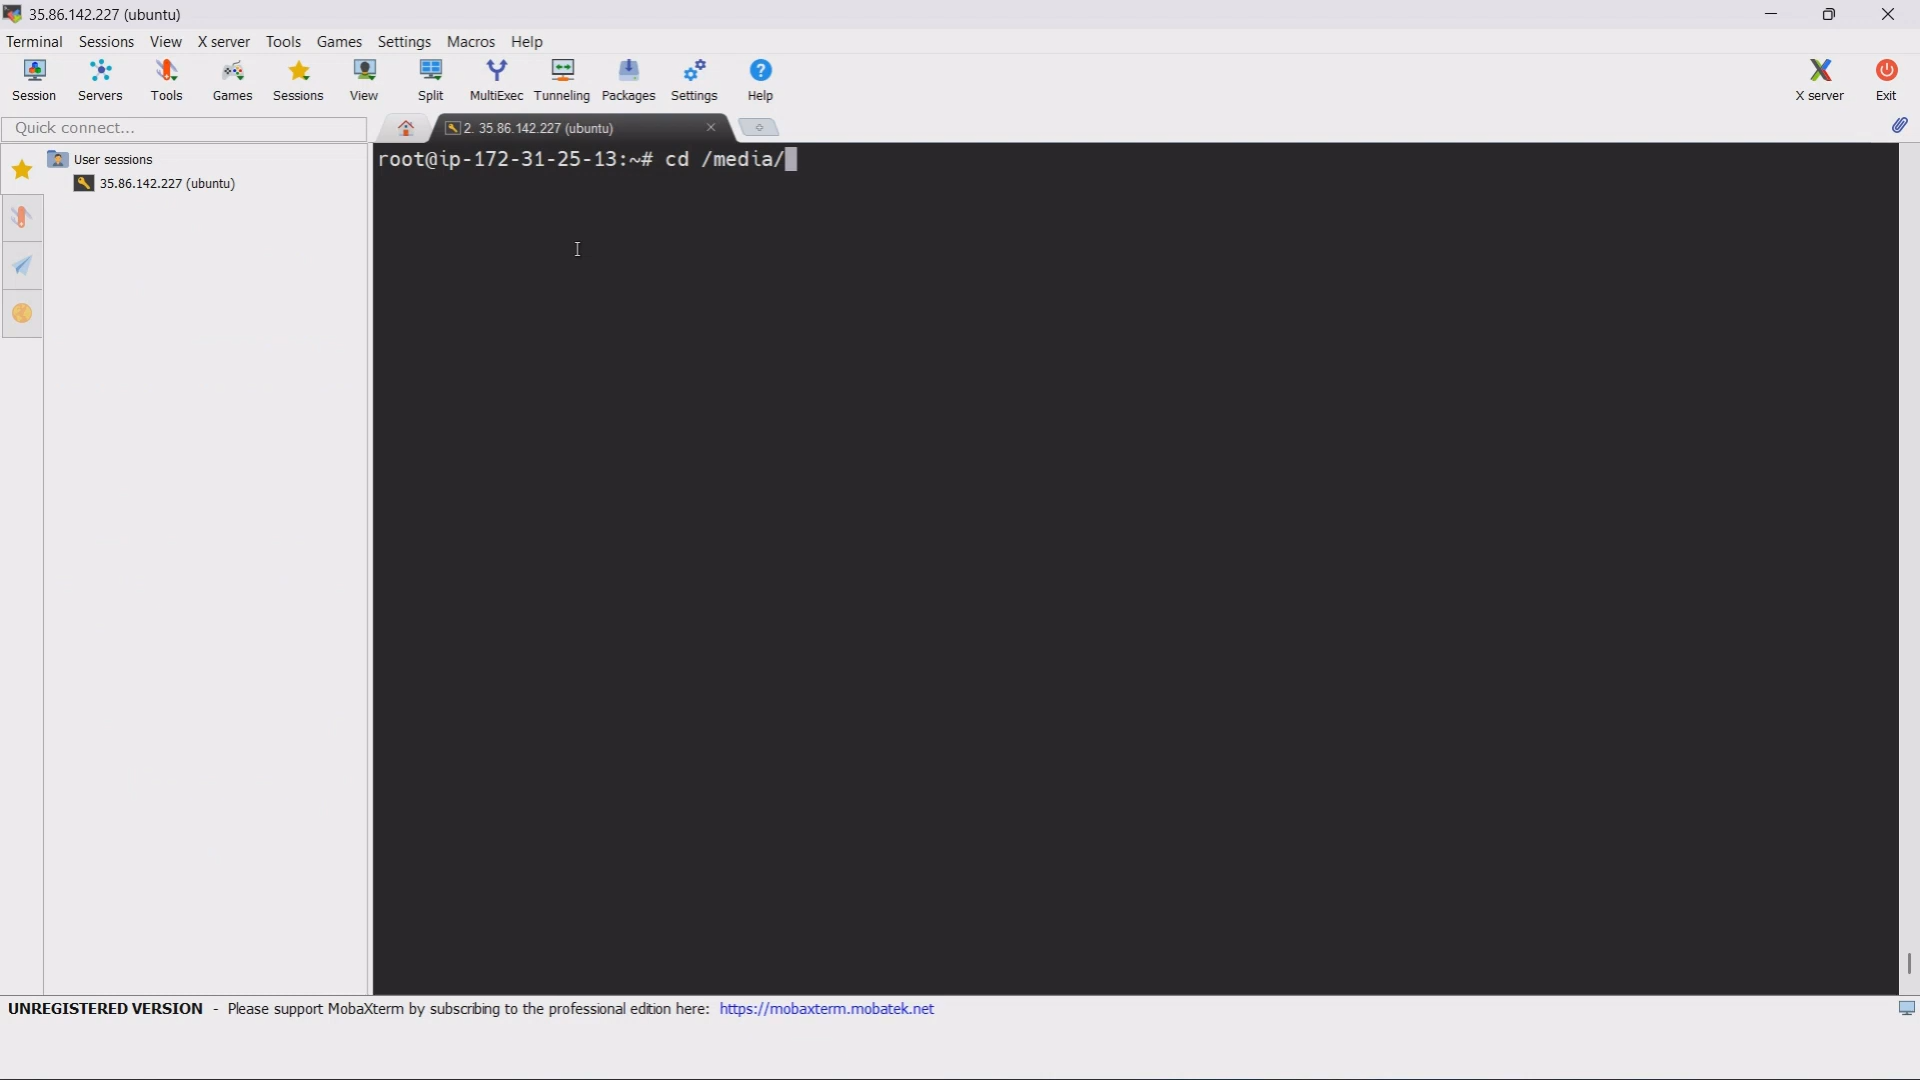 35.86.142.227 (ubuntu)
Terminal Sessions View X server Tools Games Settings Macros Help
Session Servers Tools Games Sessions View Split MultiExec Tunneling Packages Settings Help X server Exit
Quick connect...
2. 35.86.142.227 (ubuntu)
User sessions
35.86.142.227 (ubuntu)
root@ip-172-31-25-13:~# cd /media/
UNREGISTERED VERSION - Please support MobaXterm by subscribing to the professional edition here: https://mobaxterm.mobatek.net